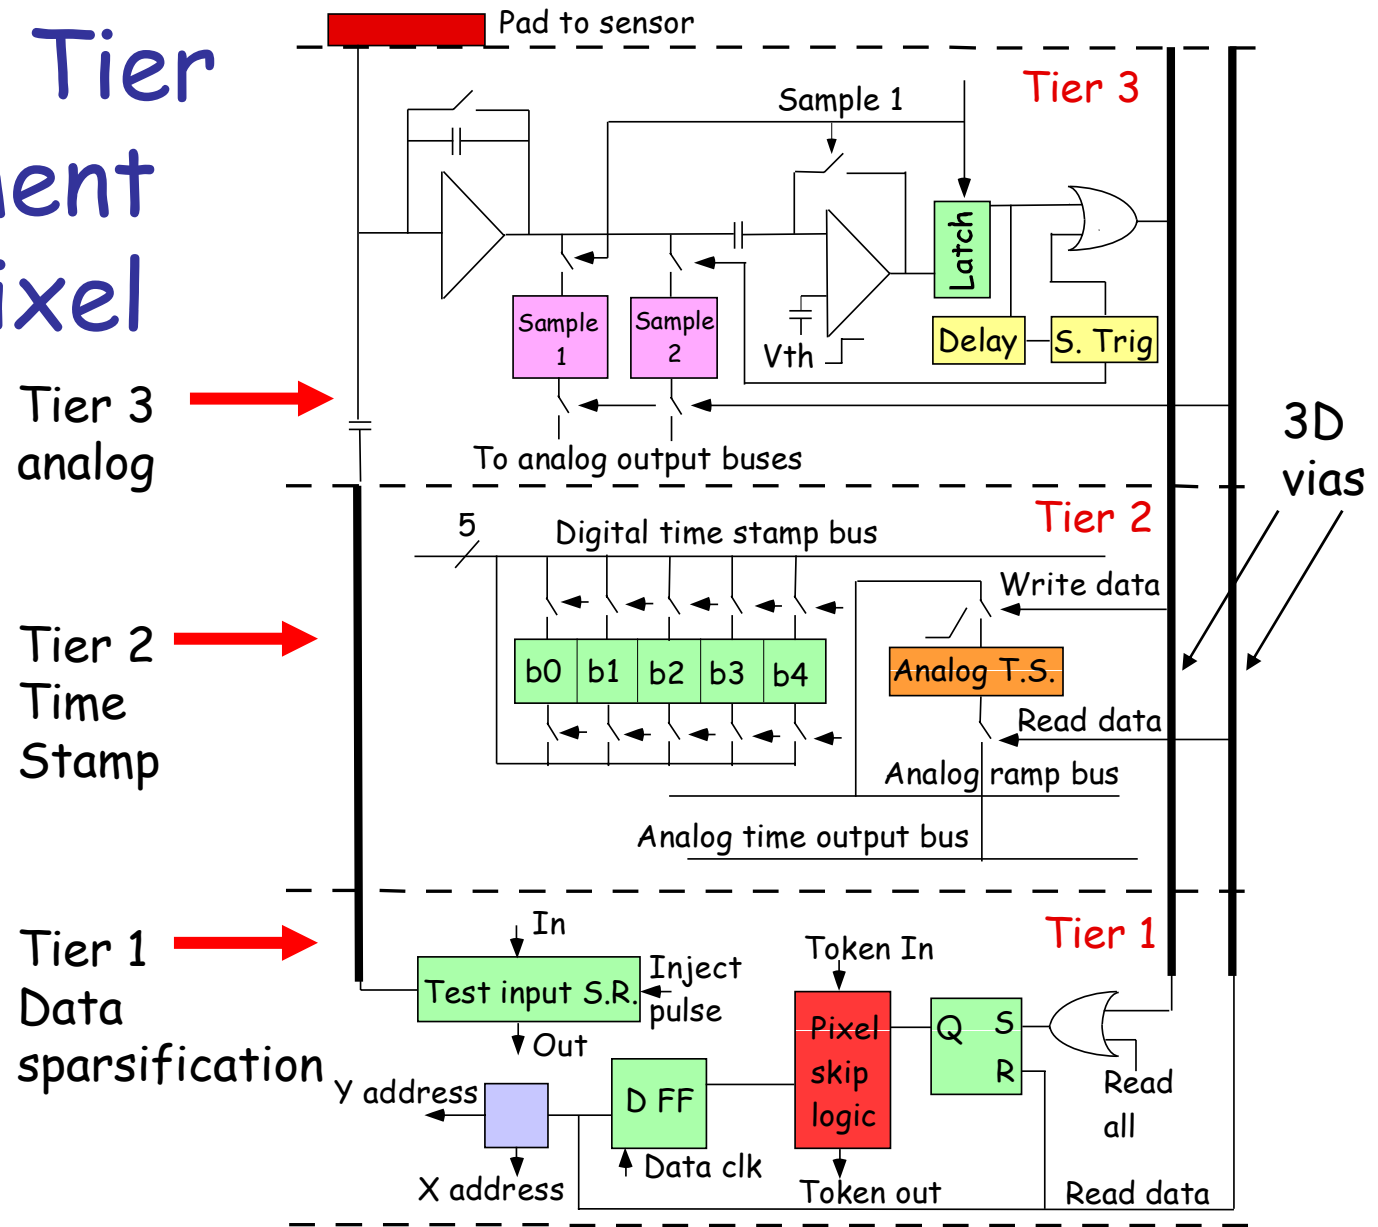 Tier
ixel
Pad to sensor
Tier 3
Sample 1
Latch
Sample
1
Sample
2
Vth
Delay
S. Trig
To analog output buses
Tier 3
analog
3D
vias
Tier 2
5
Digital time stamp bus
Write data
b0 b1 b2 b3 b4
Analog T.S.
Read data
Analog ramp bus
Analog time output bus
Tier 2
Time
Stamp
Tier 1
In
Token In
Test input S.R.
Inject
pulse
Out
Pixel
skip
logic
Q S
R
Read
all
Y address
D FF
Data clk
X address
Token out
Read data
Tier 1
Data
sparsification